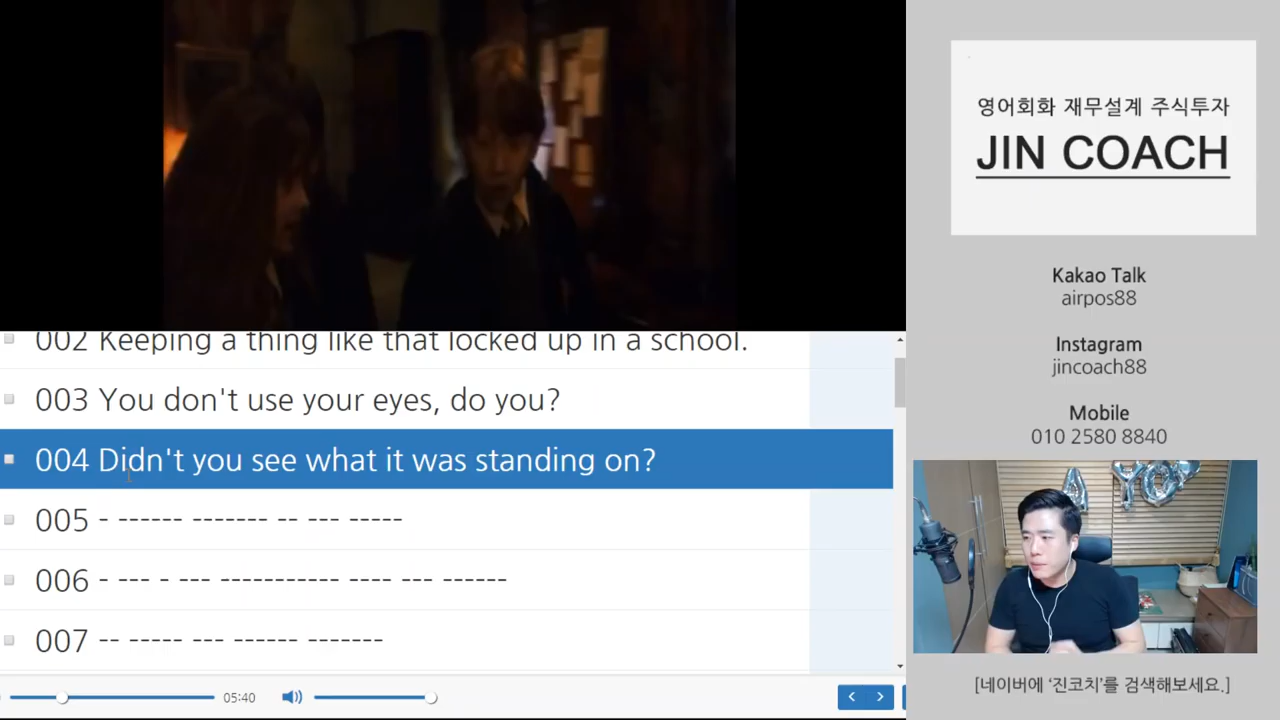 002 Keeping a thing like that locked up in a school.
003 You don't use your eyes, do you?
004 Didn't you see what it was standing on?
005 - ------ ------- -- --- -----
006 - --- - --- ----------- ---- --- ------
007 -- ----- --- ------ -------
05:40
영어회화 재무설계 주식투자
JIN COACH
Kakao Talk
airpos88
Instagram
jincoach88
Mobile
010 2580 8840
[네이버에 '진코치'를 검색해보세요.]